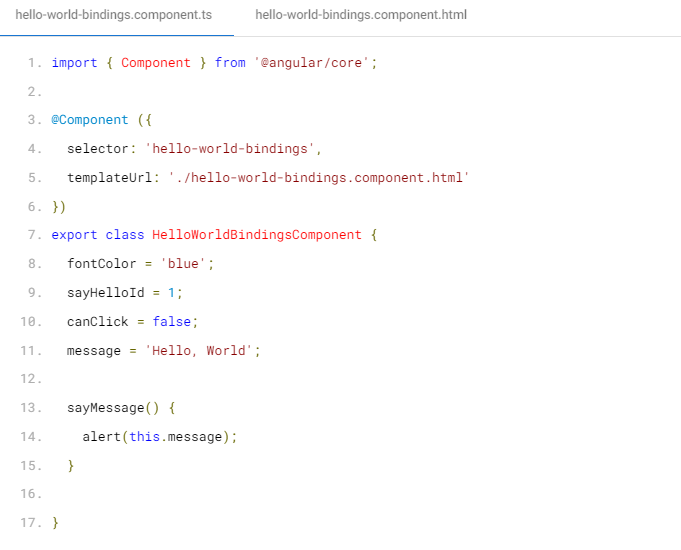 hello-world-bindings.component.ts hello-world-bindings.component.html
1. import { Component } from '@angular/core';
2.
3. @Component ({
4.   selector: 'hello-world-bindings',
5.   templateUrl: './hello-world-bindings.component.html'
6. })
7. export class HelloWorldBindingsComponent {
8.   fontColor = 'blue';
9.   sayHelloId = 1;
10.   canClick = false;
11.   message = 'Hello, World';
12.
13.   sayMessage() {
14.     alert(this.message);
15.   }
16.
17. }